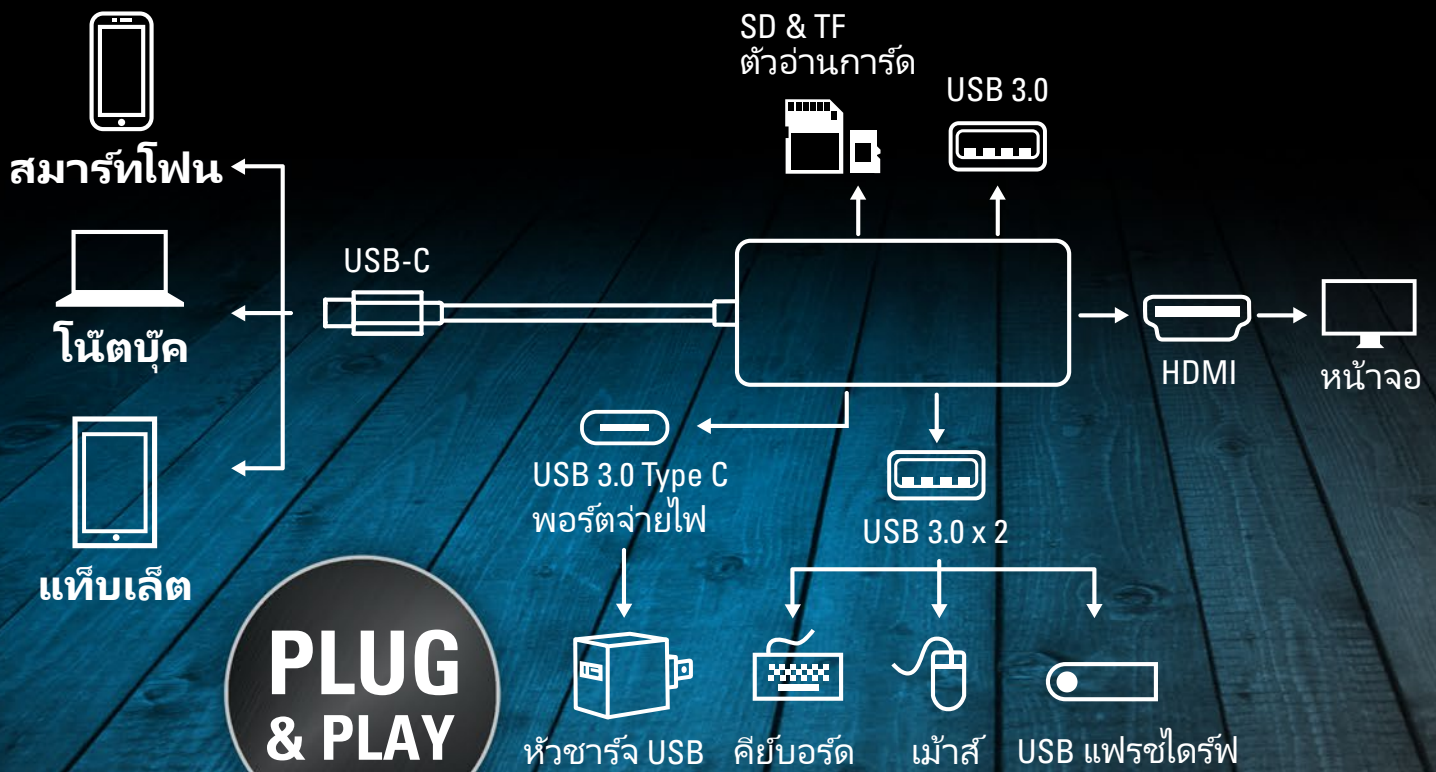 SD & TF
ตัวอ่านการ์ด
USB 3.0
สมาร์ทโฟน
USB-C
โน๊ตบุ๊ค
HDMI
หน้าจอ
USB 3.0 Type C
พอร์ตจ่ายไฟ
USB 3.0 x 2
แท็บเล็ต
PLUG
& PLAY
หัวชาร์จ USB
คีย์บอร์ด
เม้าส์
USB แฟรชไดร์ฟ